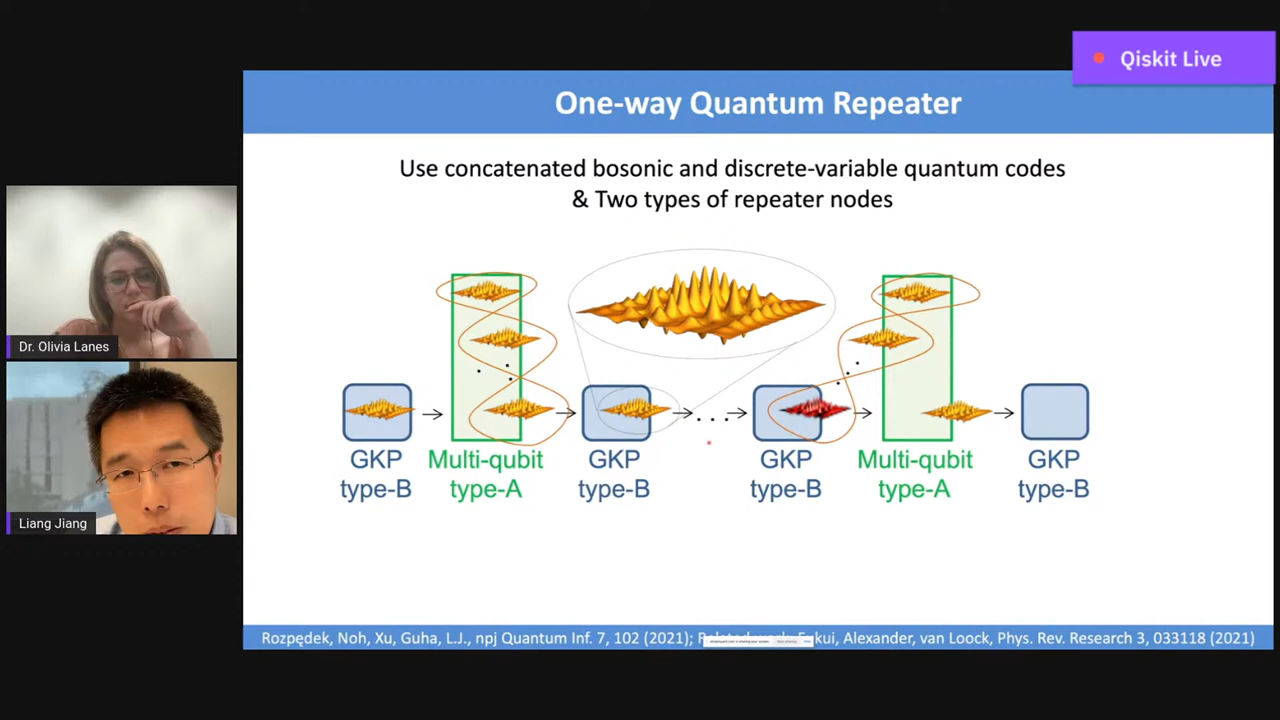 Qiskit Live
One-way Quantum Repeater
Use concatenated bosonic and discrete-variable quantum codes
& Two types of repeater nodes
Dr. Olivia Lanes
Liang Jiang
. . .
GKP
type-B
Multi-qubit
type-A
GKP
type-B
GKP
type-B
Multi-qubit
type-A
GKP
type-B
Rozpędek, Noh, Xu, Guha, L.J., npj Quantum Inf. 7, 102 (2021); Alexander, van Loock, Phys. Rev. Research 3, 033118 (2021)